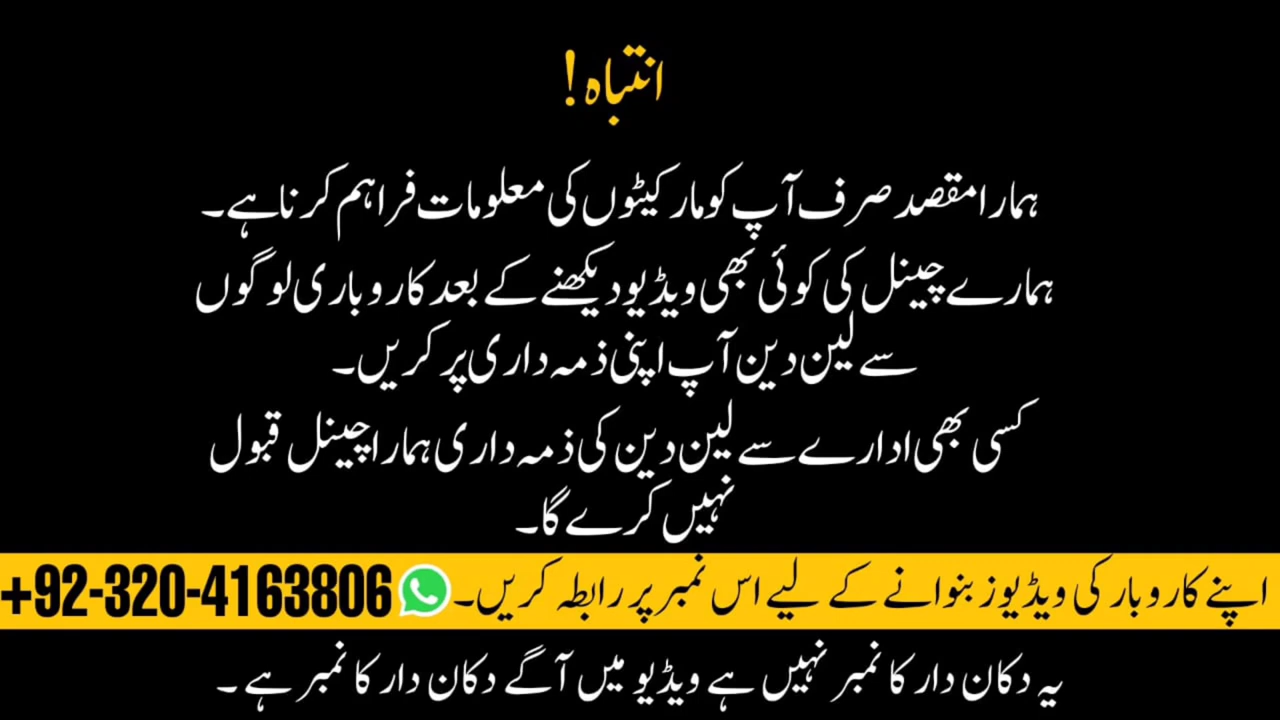 انتباہ!
ہمارا مقصد صرف آپ کو مارکیٹوں کی معلومات فراہم کرنا ہے۔
ہمارے چینل کی کوئی بھی ویڈیو دیکھنے کے بعد کاروباری لوگوں
سے لین دین آپ اپنی ذمہ داری پر کریں۔
کسی بھی ادارے سے لین دین کی ذمہ داری ہمارا چینل قبول
نہیں کرے گا۔
اپنے کاروبار کی ویڈیوز بنوانے کے لیے اس نمبر پر رابطہ کریں۔ +92-320-4163806
یہ دکان دار کا نمبر نہیں ہے ویڈیو میں آگے دکان دار کا نمبر ہے۔